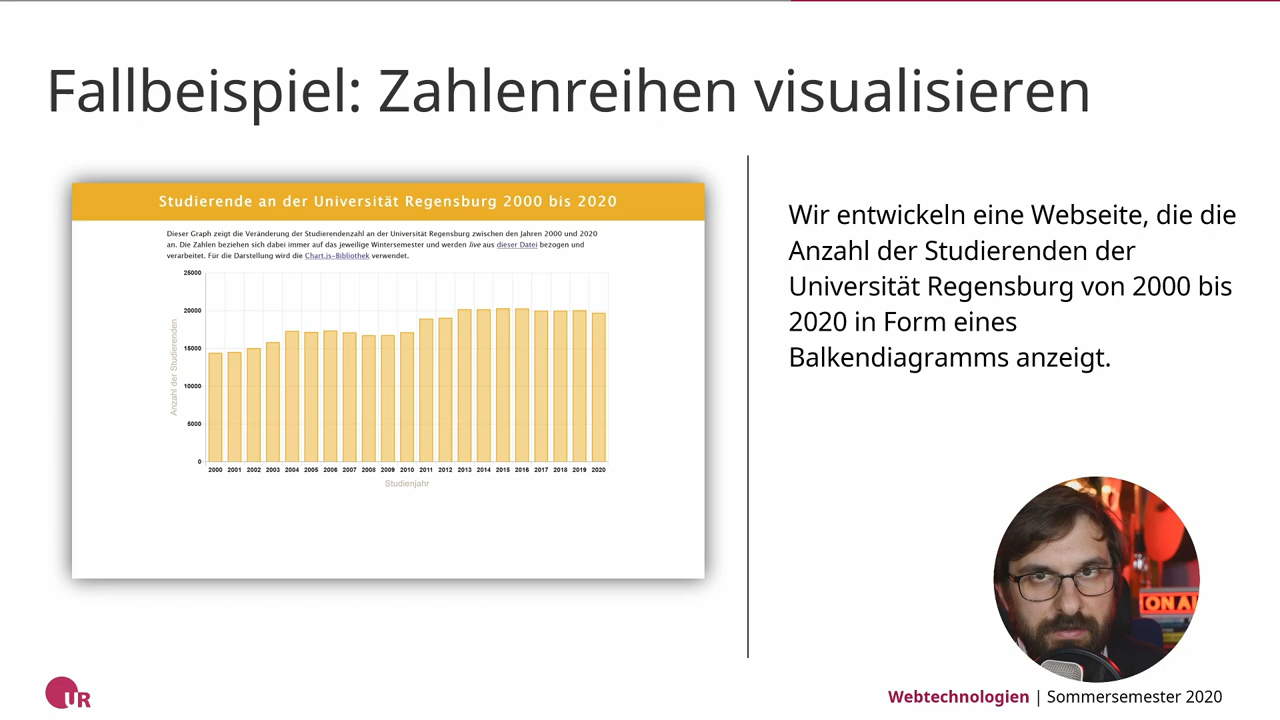 Fallbeispiel: Zahlenreihen visualisieren
Studierende an der Universität Regensburg 2000 bis 2020
Dieser Graph zeigt die Veränderung der Studierendenzahl an der Universität Regensburg zwischen den Jahren 2000 und 2020
an. Die Zahlen beziehen sich dabei immer auf das jeweilige Wintersemester und werden live aus dieser Datei bezogen und
verarbeitet. Für die Darstellung wird die Chart.js-Bibliothek verwendet.
25000
20000
15000
10000
5000
0
Anzahl der Studierenden
2000 2001 2002 2003 2004 2005 2006 2007 2008 2009 2010 2011 2012 2013 2014 2015 2016 2017 2018 2019 2020
Studienjahr
Wir entwickeln eine Webseite, die die
Anzahl der Studierenden der
Universität Regensburg von 2000 bis
2020 in Form eines
Balkendiagramms anzeigt.
ON AI
UR
Webtechnologien | Sommersemester 2020